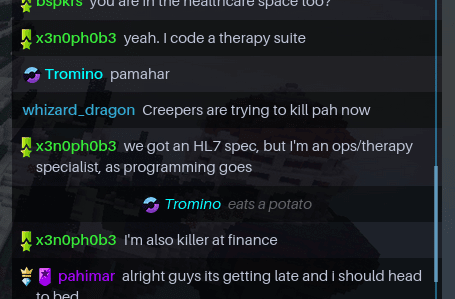 bspkfs you are in the healthcare space too?
x3n0ph0b3 yeah. I code a therapy suite
Tromino pamahar
whizard_dragon Creepers are trying to kill pah now
x3n0ph0b3 we got an HL7 spec, but I'm an ops/therapy
specialist, as programming goes
Tromino eats a potato
x3n0ph0b3 I'm also killer at finance
pahimar alright guys its getting late and i should head
to bed